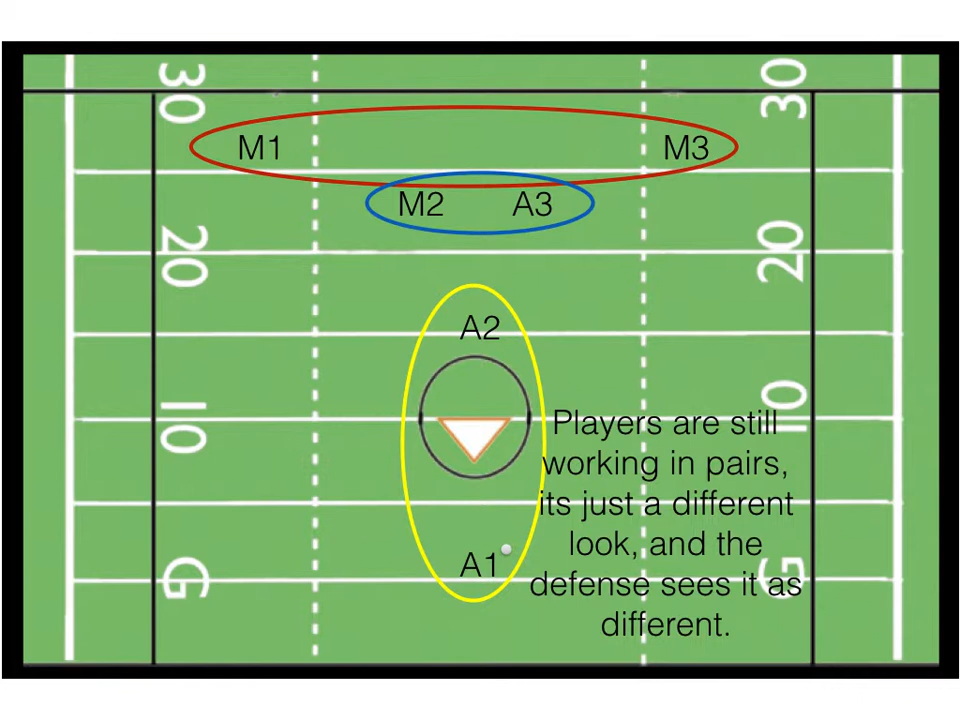 30 30
M1 M3
M2 A3
20 20
A2
10 10
Players are still
working in pairs,
its just a different
look, and the
defense sees it as
different.
A1
G G